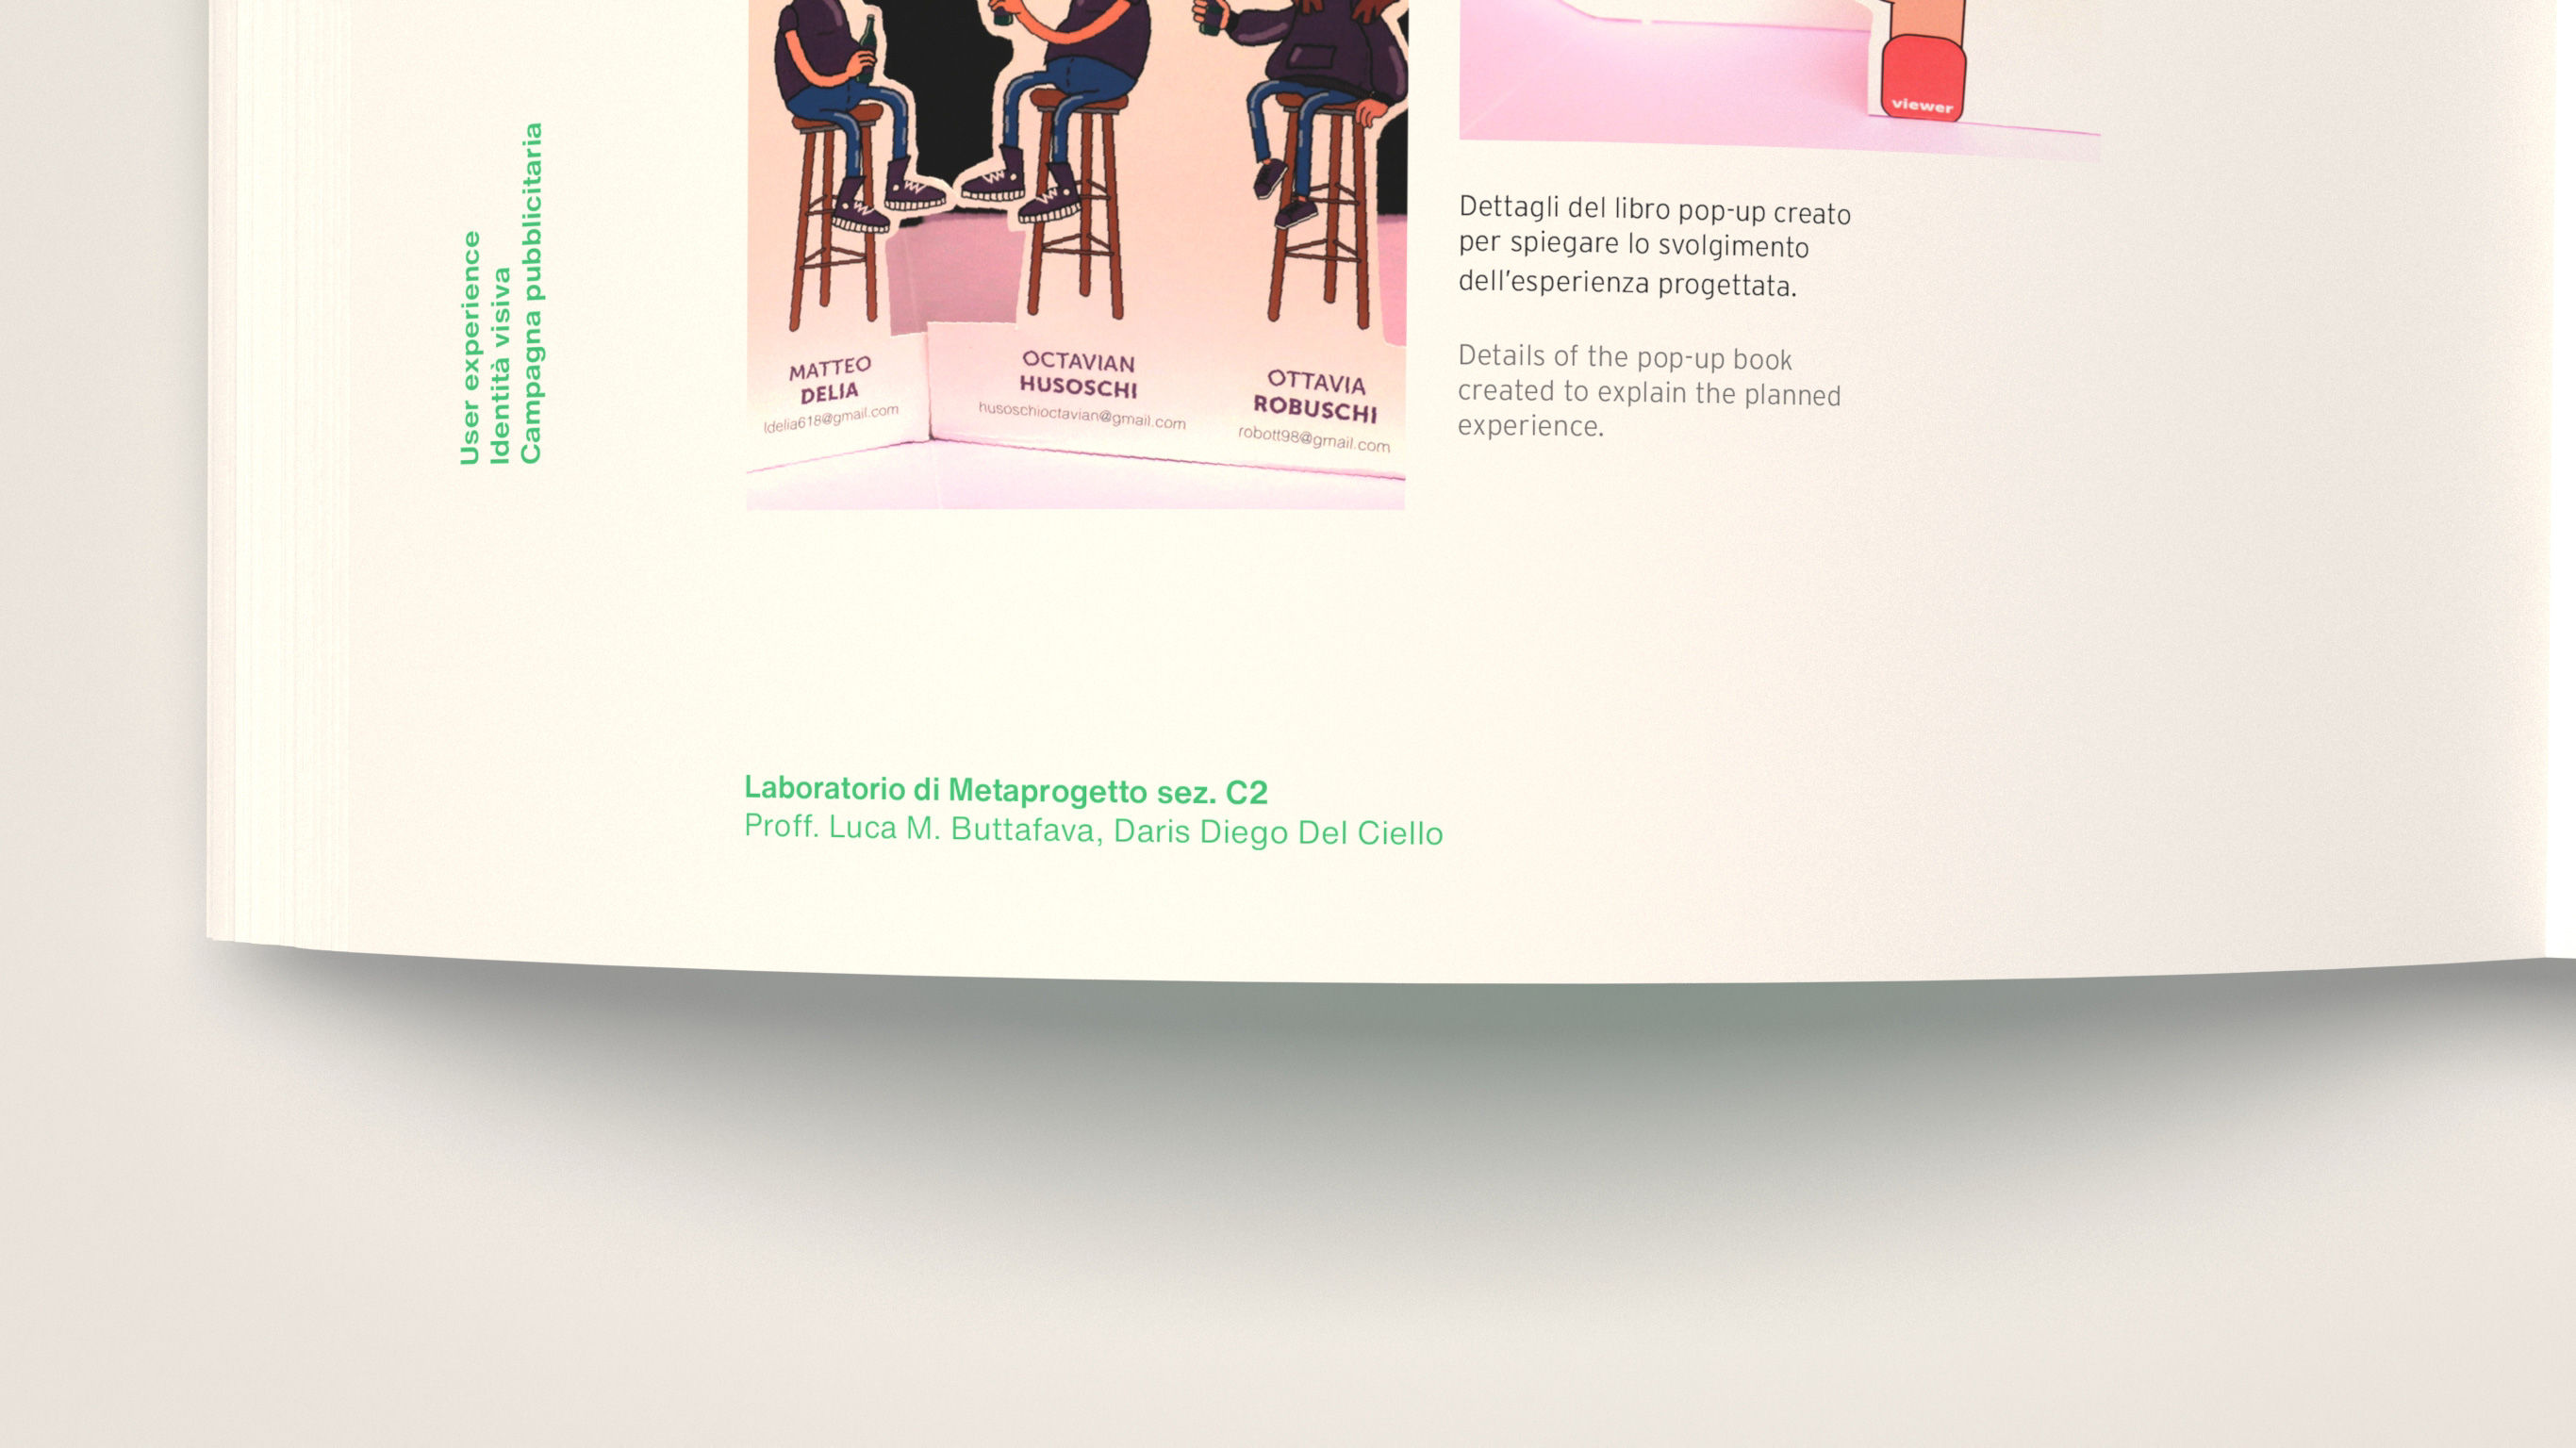 User experience
Identità visiva
Campagna pubblicitaria
MATTEO
DELIA
ldelia618@gmail.com
OCTAVIAN
HUSOSCHI
husoschioctavian@gmail.com
OTTAVIA
ROBUSCHI
robott98@gmail.com
viewer
Dettagli del libro pop-up creato
per spiegare lo svolgimento
dell'esperienza progettata.
Details of the pop-up book
created to explain the planned
experience.
Laboratorio di Metaprogetto sez. C2
Proff. Luca M. Buttafava, Daris Diego Del Ciello